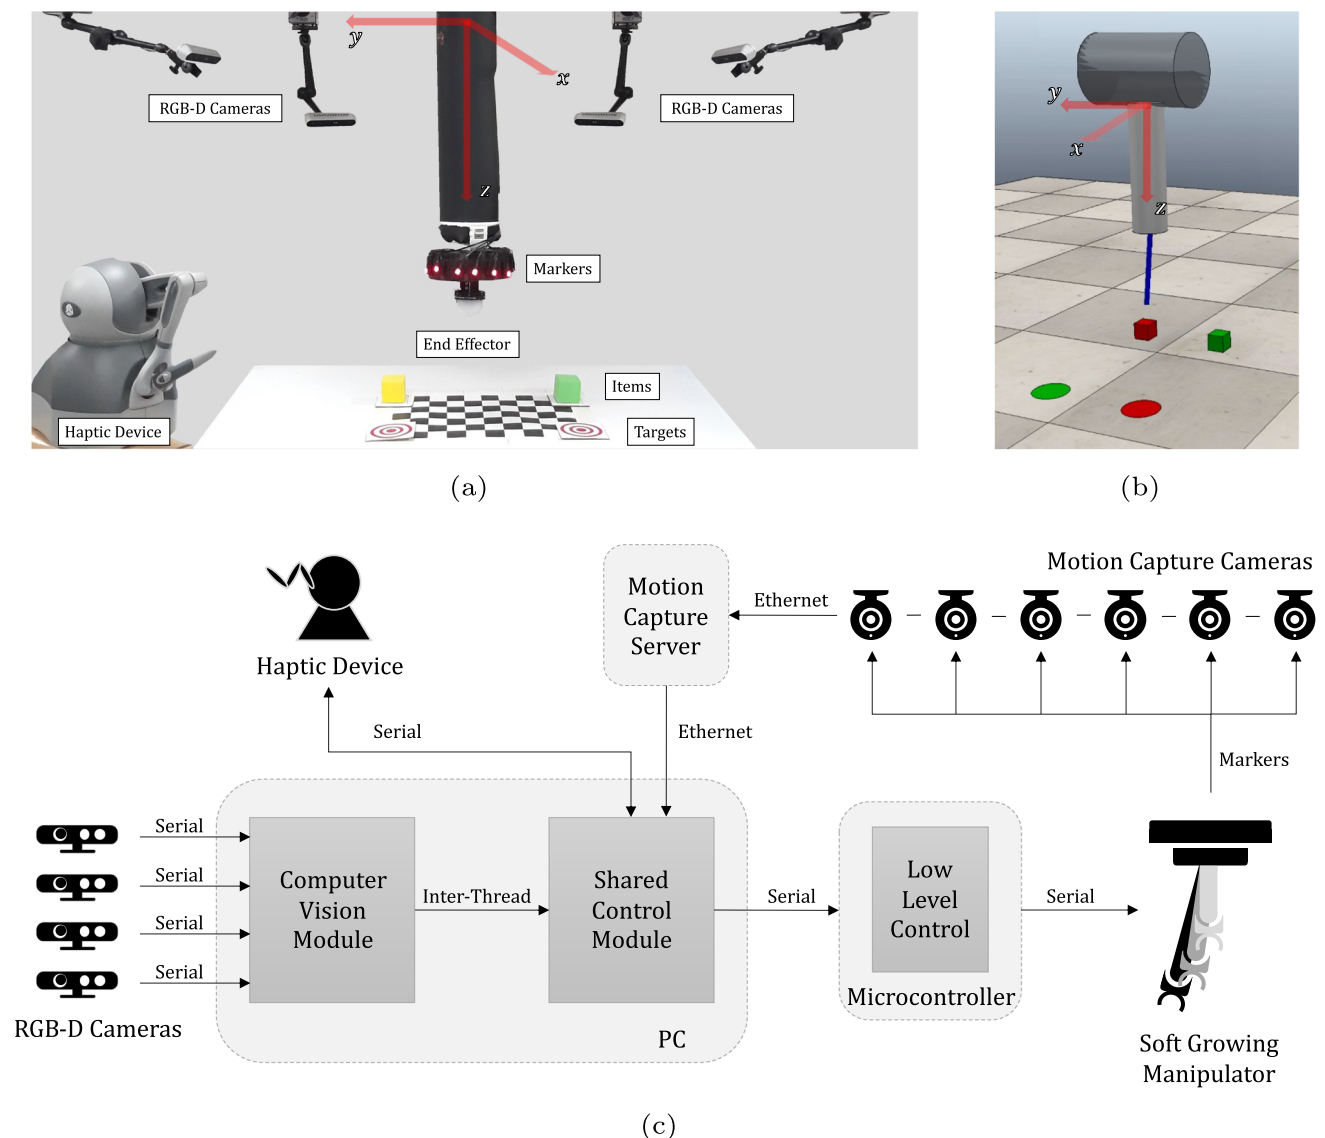 y
x
RGB-D Cameras
RGB-D Cameras
z
Markers
End Effector
Items
Haptic Device
Targets
y
x
z
(a)
(b)
Motion Capture Cameras
Motion
Capture
Server
Ethernet
Haptic Device
Serial
Ethernet
Markers
Serial
Serial
Serial
Serial
RGB-D Cameras
Computer
Vision
Module
Inter-Thread
Shared
Control
Module
PC
Serial
Low
Level
Control
Microcontroller
Serial
Soft Growing
Manipulator
(c)